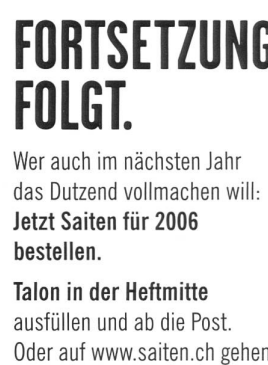 FORTSETZUNG
FOLGT.
Wer auch im nächsten Jahr
das Dutzend vollmachen will:
Jetzt Saiten für 2006
bestellen.
Talon in der Heftmitte
ausfüllen und ab die Post.
Oder auf www.saiten.ch gehen